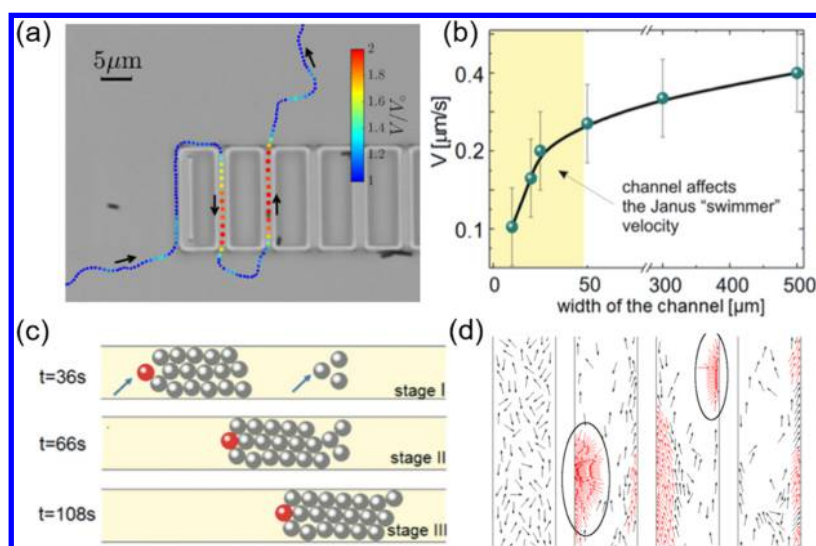 (a)
5μm
2
1.8
1.6
1.4
1.2
1
V/V₀
(b)
V [μm/s]
0.4
0.2
0.1
0
50
300
400
500
width of the channel [μm]
channel affects
the Janus "swimmer"
velocity
(c)
t=36s
stage I
t=66s
stage II
t=108s
stage III
(d)